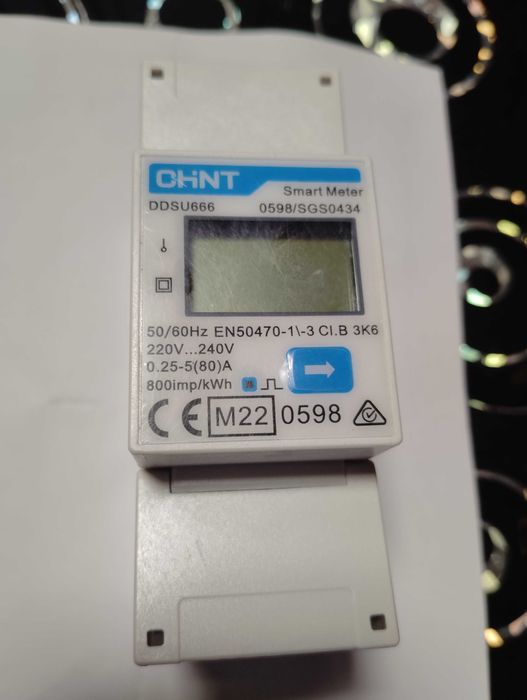 CHINT
Smart Meter
DDSU666 0598/SGS0434
50/60Hz EN50470-1\-3 Cl.B 3K6
220V...240V
0.25-5(80)A
800imp/kWh
CE M22 0598